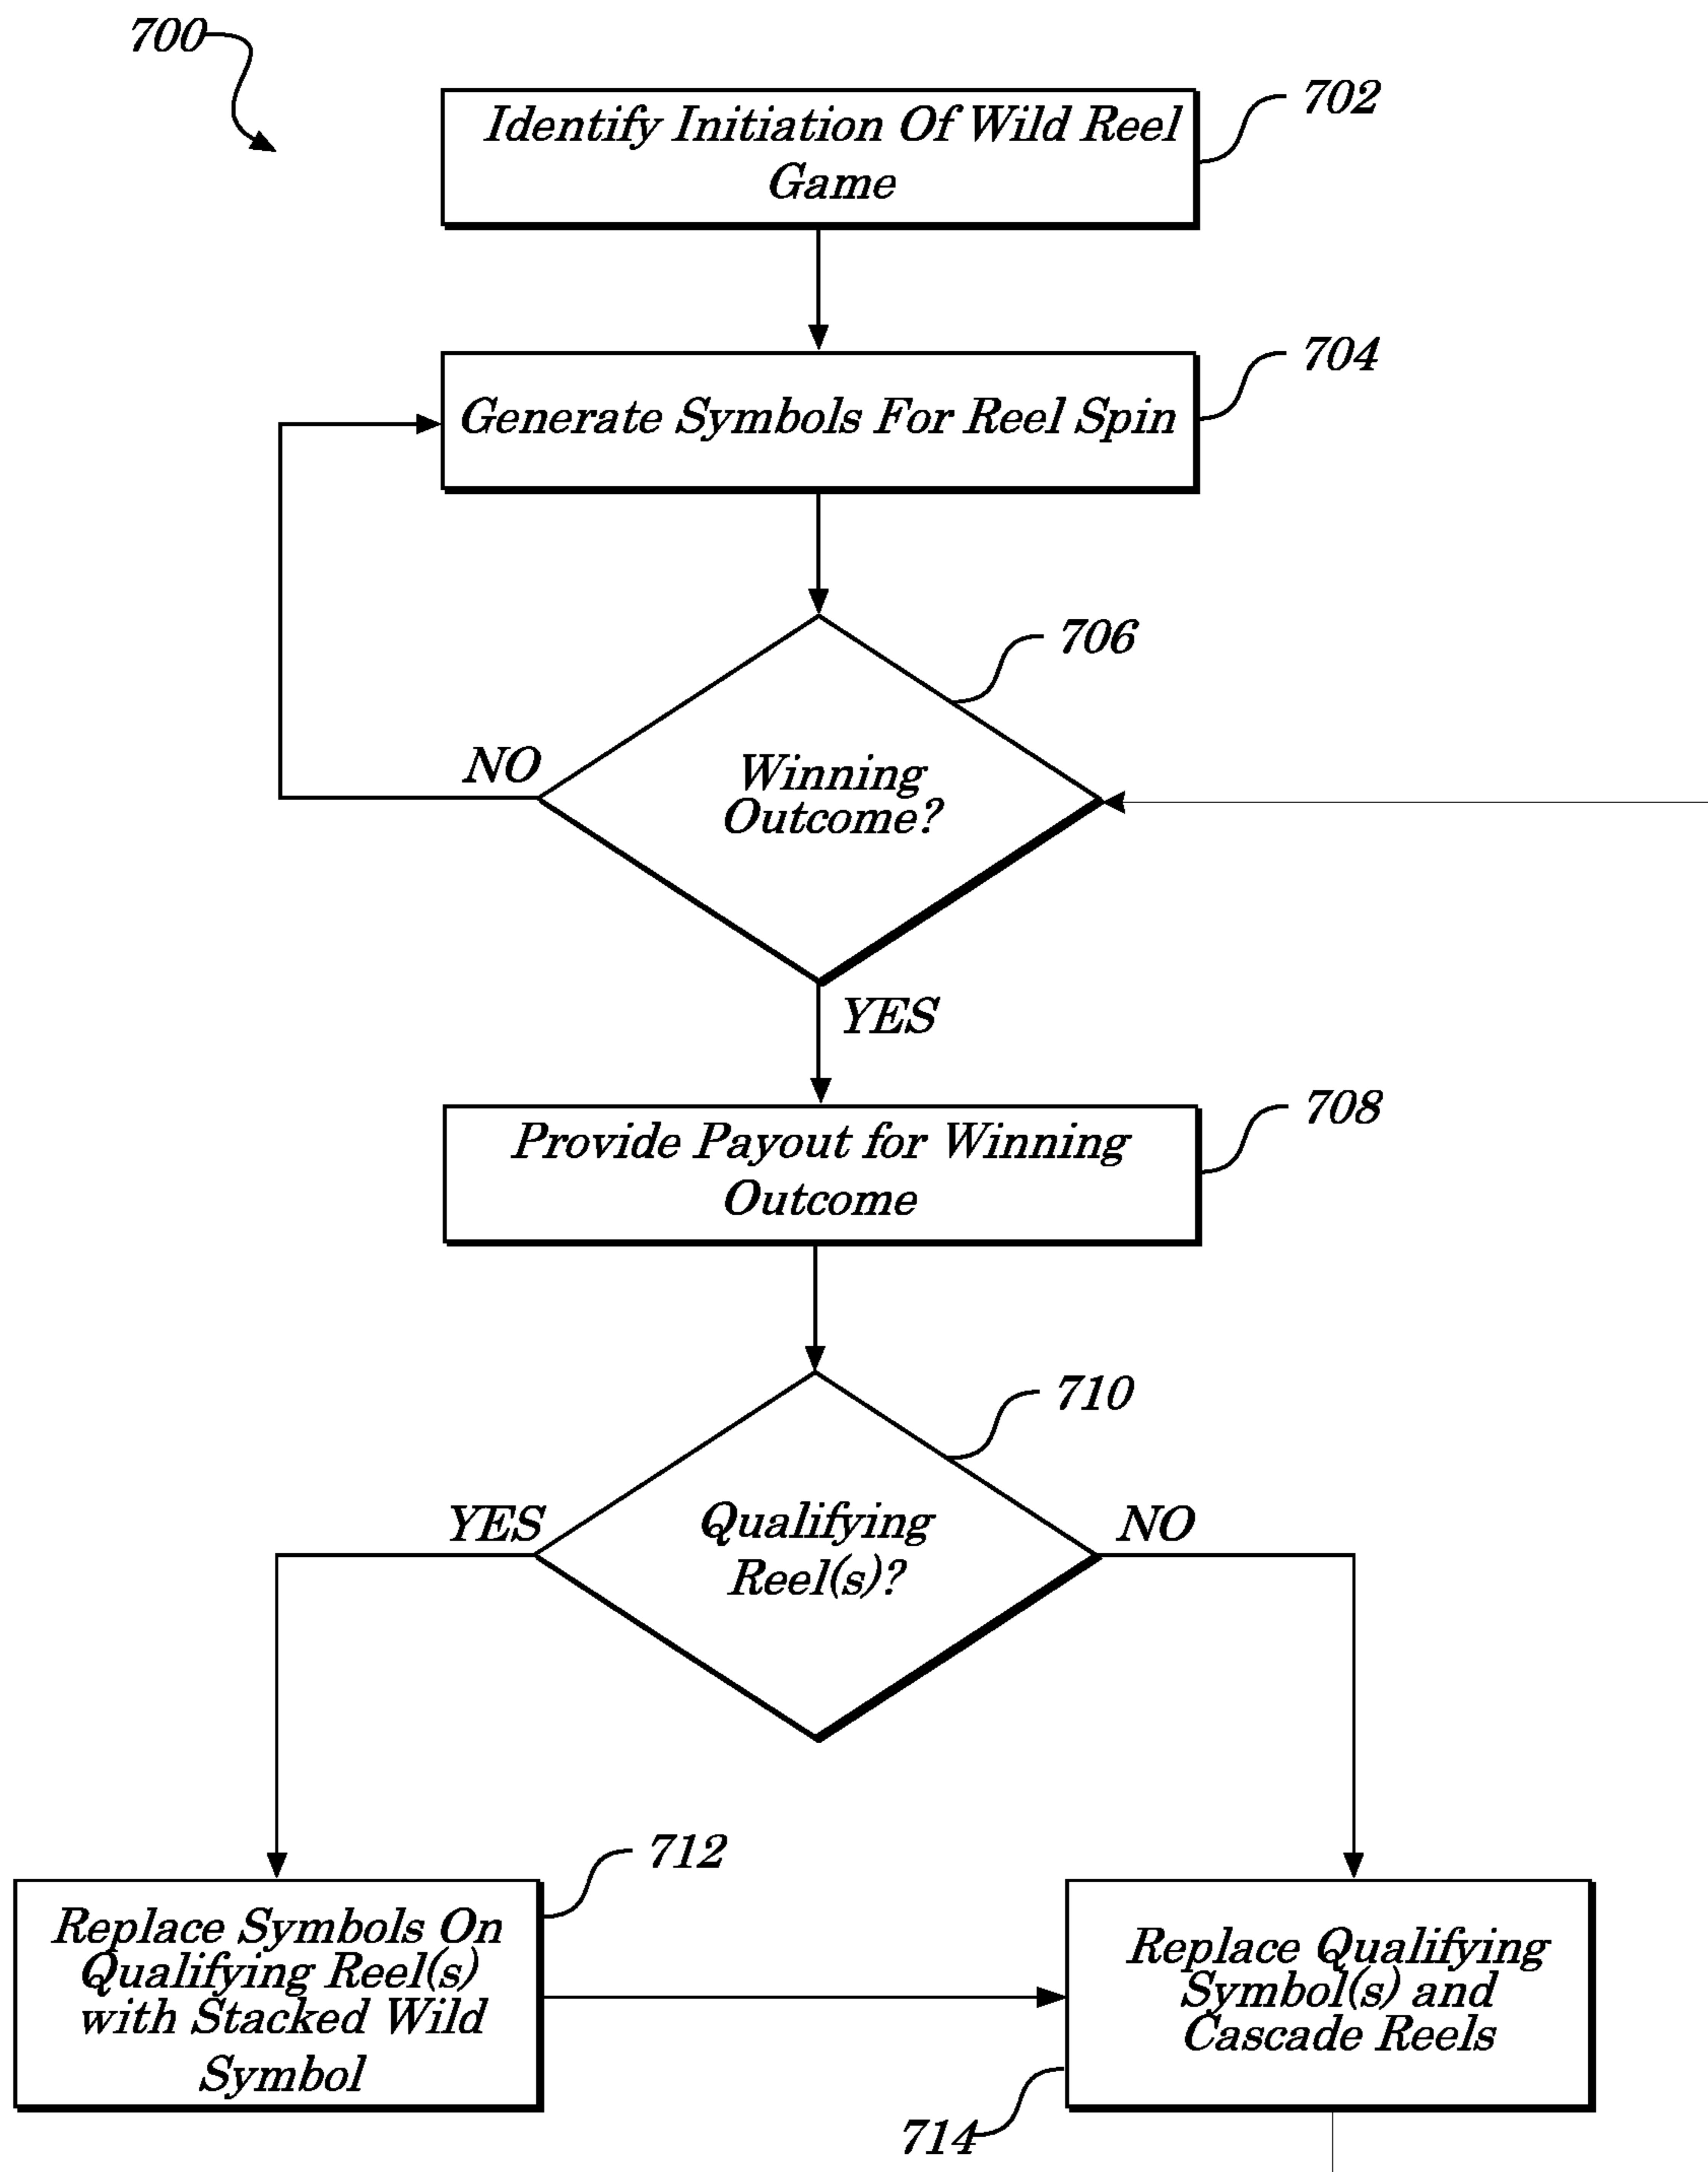 700
702
Identify Initiation Of Wild Reel
Game
704
Generate Symbols For Reel Spin
706
NO
Winning
Outcome?
YES
708
Provide Payout for Winning
Outcome
710
YES
Qualifying
Reel(s)?
NO
712
Replace Symbols On
Qualifying Reel(s)
with Stacked Wild
Symbol
Replace Qualifying
Symbol(s) and
Cascade Reels
714